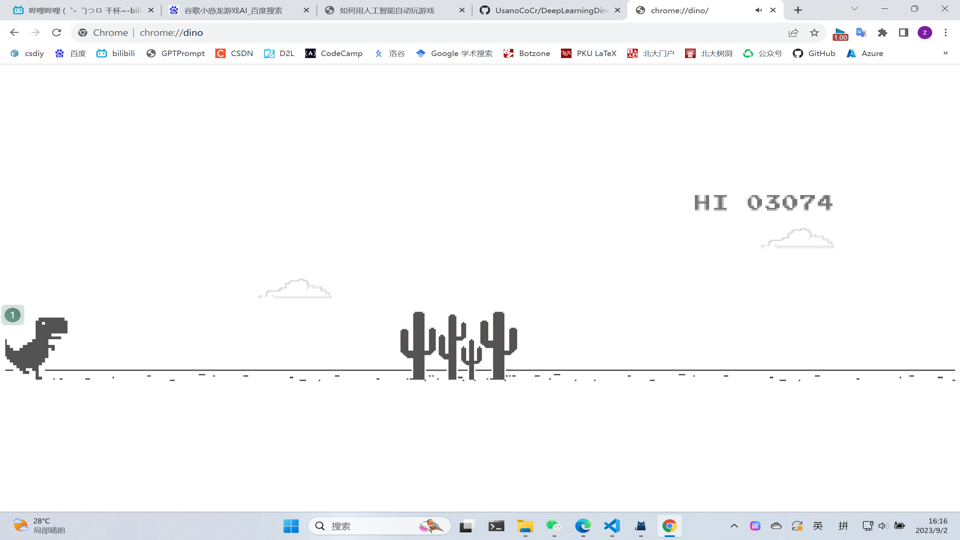 哔哩哔哩 (゜-゜)つロ 干杯~-bili
谷歌小恐龙游戏AI_百度搜索
如何用人工智能自动玩游戏
UsanoCoCr/DeepLearningDin
chrome://dino/
Chrome | chrome://dino
1.00
z
csdiy
百度
bilibili
GPTPrompt
CSDN
D2L
CodeCamp
洛谷
Google 学术搜索
Botzone
PKU LaTeX
北大门户
北大树洞
公众号
GitHub
Azure
»
HI 03074
1
28°C
局部晴朗
搜索
英
拼
16:16
2023/9/2